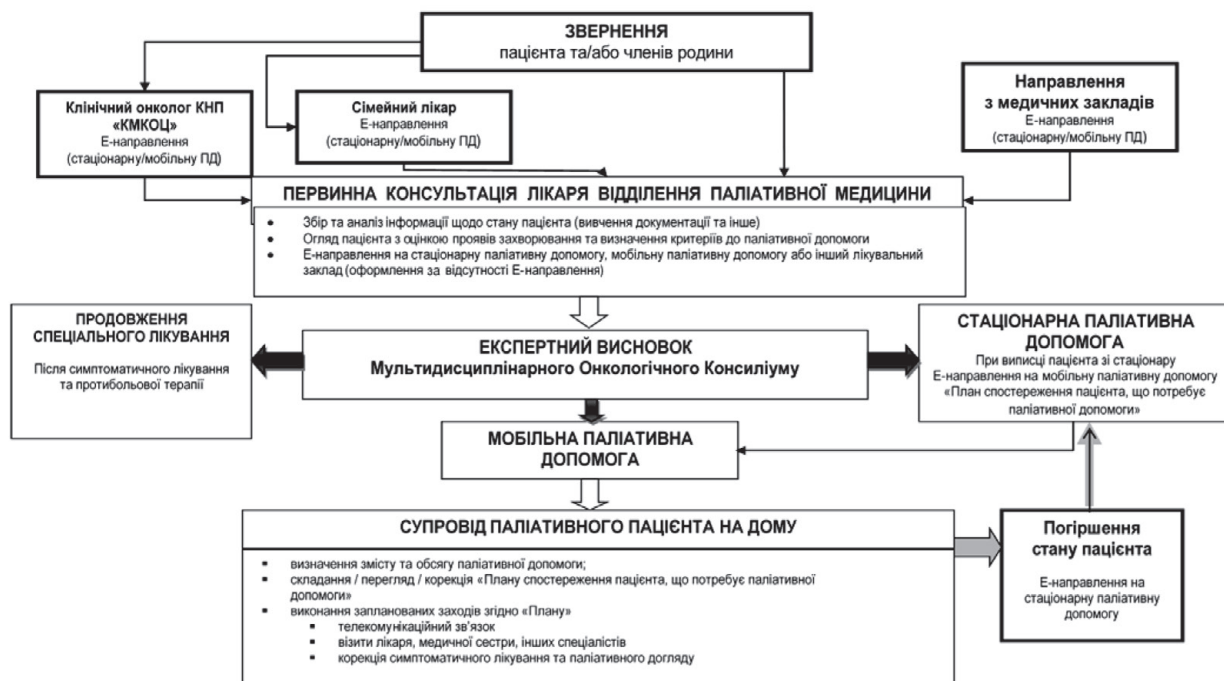 ЗВЕРНЕННЯ
пацієнта та/або членів родини
Клінічний онколог КНП
«КМКОЦ»
Е-направлення
(стаціонарну/мобільну ПД)
Сімейний лікар
Е-направлення
(стаціонарну/мобільну ПД)
Направлення
з медичних закладів
Е-направлення
(стаціонарну/мобільну ПД)
ПЕРВИННА КОНСУЛЬТАЦІЯ ЛІКАРЯ ВІДДІЛЕННЯ ПАЛІАТИВНОЇ МЕДИЦИНИ
• Збір та аналіз інформації щодо стану пацієнта (вивчення документації та інше)
• Огляд пацієнта з оцінкою проявів захворювання та визначення критеріїв до паліативної допомоги
• Е-направлення на стаціонарну паліативну допомогу, мобільну паліативну допомогу або інший лікувальний
заклад (оформлення за відсутності Е-направлення)
ПРОДОВЖЕННЯ
СПЕЦІАЛЬНОГО ЛІКУВАННЯ
Після симптоматичного лікування
та протибольової терапії
ЕКСПЕРТНИЙ ВИСНОВОК
Мультидисциплінарного Онкологічного Консиліуму
СТАЦІОНАРНА ПАЛІАТИВНА
ДОПОМОГА
При виписці пацієнта зі стаціонару
Е-направлення на мобільну паліативну допомогу
«План спостереження пацієнта, що потребує
паліативної допомоги»
МОБІЛЬНА ПАЛІАТИВНА
ДОПОМОГА
СУПРОВІД ПАЛІАТИВНОГО ПАЦІЄНТА НА ДОМУ
▪ визначення змісту та обсягу паліативної допомоги;
▪ складання / перегляд / корекція «Плану спостереження пацієнта, що потребує паліативної
допомоги»
▪ виконання запланованих заходів згідно «Плану»
▪ телекомунікаційний зв'язок
▪ візити лікаря, медичної сестри, інших спеціалістів
▪ корекція симптоматичного лікування та паліативного догляду
Погіршення
стану пацієнта
Е-направлення на
стаціонарну паліативну
допомогу